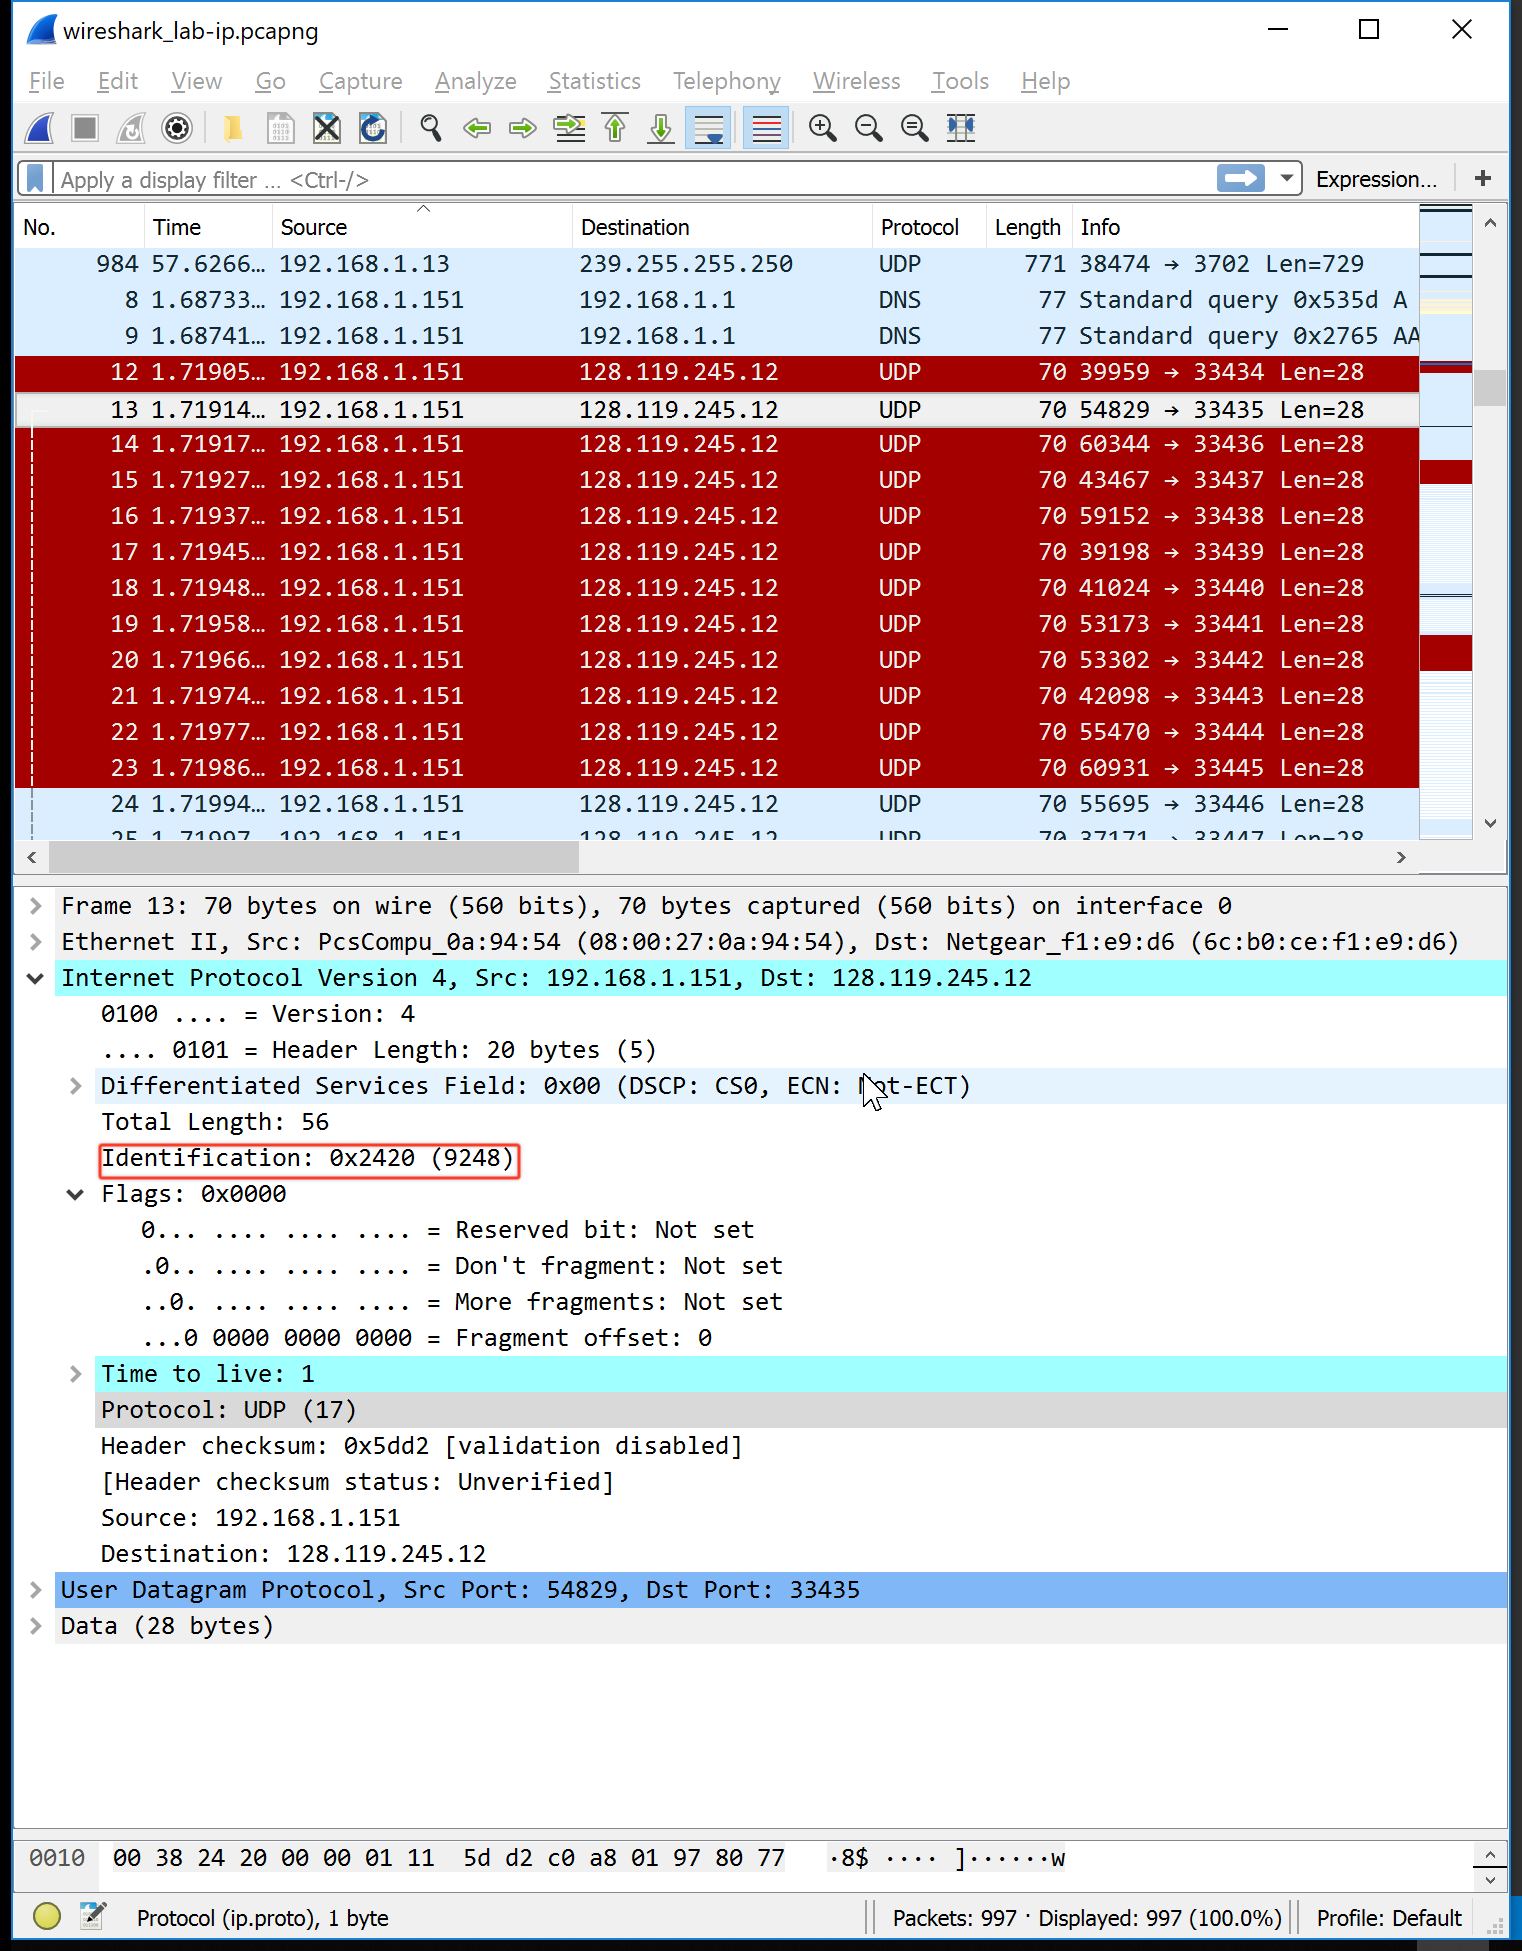 wireshark_lab-ip.pcapng
File Edit View Go Capture Analyze Statistics Telephony Wireless Tools Help
Apply a display filter ... <Ctrl-/> Expression... +
No. Time Source Destination Protocol Length Info
984 57.6266... 192.168.1.13 239.255.255.250 UDP 771 38474 → 3702 Len=729
8 1.68733... 192.168.1.151 192.168.1.1 DNS 77 Standard query 0x535d A
9 1.68741... 192.168.1.151 192.168.1.1 DNS 77 Standard query 0x2765 AA
12 1.71905... 192.168.1.151 128.119.245.12 UDP 70 39959 → 33434 Len=28
13 1.71914... 192.168.1.151 128.119.245.12 UDP 70 54829 → 33435 Len=28
14 1.71917... 192.168.1.151 128.119.245.12 UDP 70 60344 → 33436 Len=28
15 1.71927... 192.168.1.151 128.119.245.12 UDP 70 43467 → 33437 Len=28
16 1.71937... 192.168.1.151 128.119.245.12 UDP 70 59152 → 33438 Len=28
17 1.71945... 192.168.1.151 128.119.245.12 UDP 70 39198 → 33439 Len=28
18 1.71948... 192.168.1.151 128.119.245.12 UDP 70 41024 → 33440 Len=28
19 1.71958... 192.168.1.151 128.119.245.12 UDP 70 53173 → 33441 Len=28
20 1.71966... 192.168.1.151 128.119.245.12 UDP 70 53302 → 33442 Len=28
21 1.71974... 192.168.1.151 128.119.245.12 UDP 70 42098 → 33443 Len=28
22 1.71977... 192.168.1.151 128.119.245.12 UDP 70 55470 → 33444 Len=28
23 1.71986... 192.168.1.151 128.119.245.12 UDP 70 60931 → 33445 Len=28
24 1.71994... 192.168.1.151 128.119.245.12 UDP 70 55695 → 33446 Len=28
25 1.71997... 192.168.1.151 128.119.245.12 UDP 70 37171 → 33447 Len=28
Frame 13: 70 bytes on wire (560 bits), 70 bytes captured (560 bits) on interface 0
Ethernet II, Src: PcsCompu_0a:94:54 (08:00:27:0a:94:54), Dst: Netgear_f1:e9:d6 (6c:b0:ce:f1:e9:d6)
Internet Protocol Version 4, Src: 192.168.1.151, Dst: 128.119.245.12
0100 .... = Version: 4
.... 0101 = Header Length: 20 bytes (5)
Differentiated Services Field: 0x00 (DSCP: CS0, ECN: Not-ECT)
Total Length: 56
Identification: 0x2420 (9248)
Flags: 0x0000
0... .... .... .... = Reserved bit: Not set
.0.. .... .... .... = Don't fragment: Not set
..0. .... .... .... = More fragments: Not set
...0 0000 0000 0000 = Fragment offset: 0
Time to live: 1
Protocol: UDP (17)
Header checksum: 0x5dd2 [validation disabled]
[Header checksum status: Unverified]
Source: 192.168.1.151
Destination: 128.119.245.12
User Datagram Protocol, Src Port: 54829, Dst Port: 33435
Data (28 bytes)
0010 00 38 24 20 00 00 01 11 5d d2 c0 a8 01 97 80 77 ·8$ ···· ]······w
Protocol (ip.proto), 1 byte Packets: 997 · Displayed: 997 (100.0%) Profile: Default